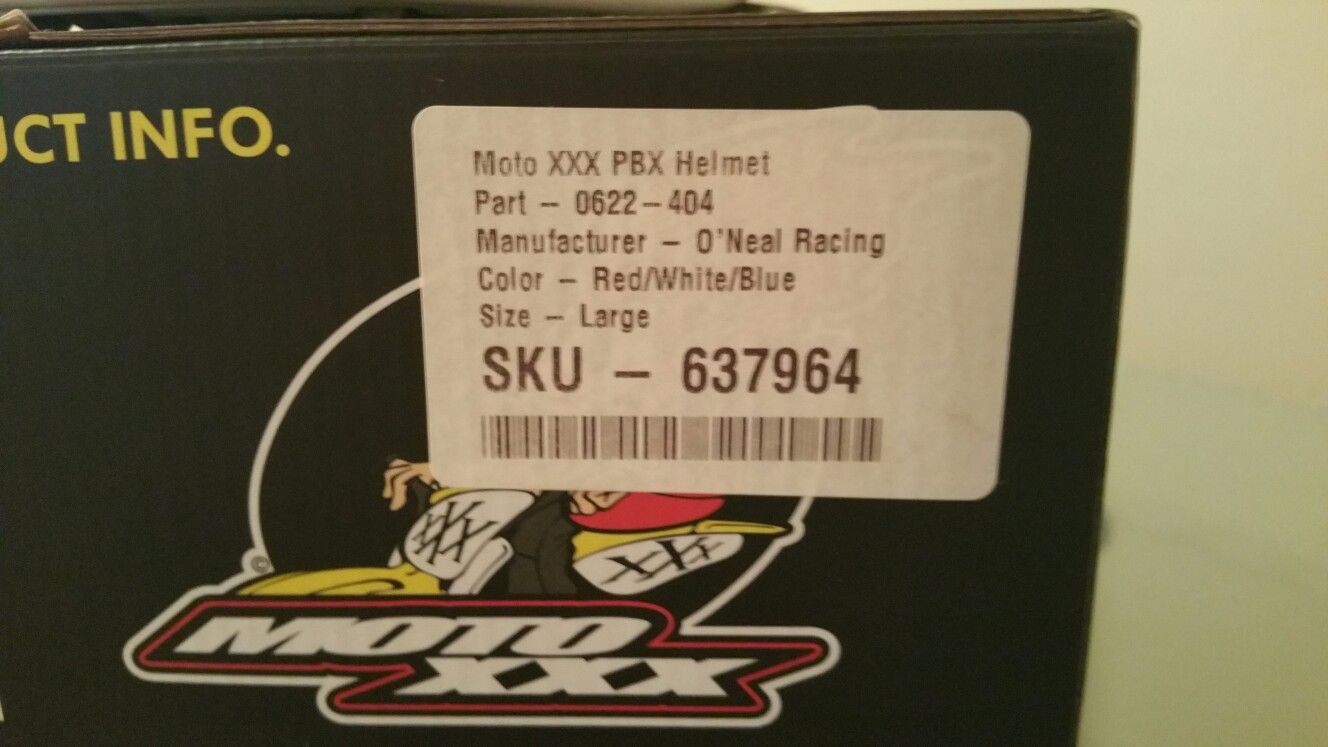 UCT INFO.
Moto XXX PBX Helmet
Part – 0622–404
Manufacturer – O'Neal Racing
Color – Red/White/Blue
Size – Large
SKU – 637964
XXX
XXX
MOTO
XXX